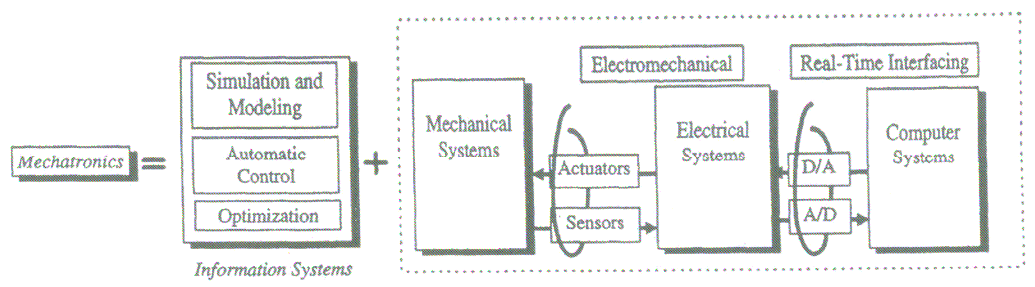 Mechatronics
=
Simulation and
Modeling
Automatic
Control
Optimization
Information Systems
+
Electromechanical
Real-Time Interfacing
Mechanical
Systems
Actuators
Sensors
Electrical
Systems
D/A
A/D
Computer
Systems